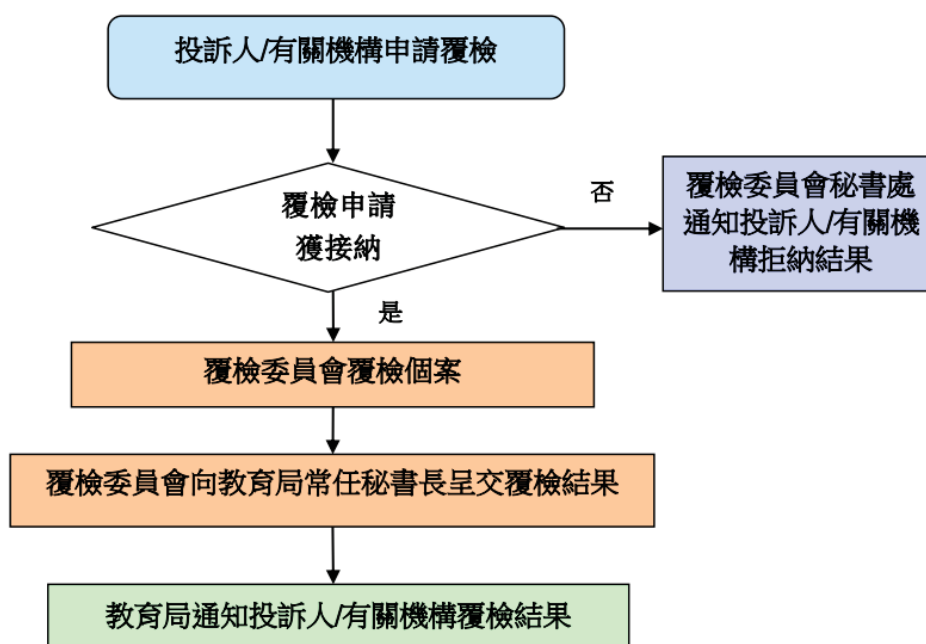 投訴人/有關機構申請覆檢
覆檢申請
獲接納
否
覆檢委員會秘書處
通知投訴人/有關機
構拒納結果
是
覆檢委員會覆檢個案
覆檢委員會向教育局常任秘書長呈交覆檢結果
教育局通知投訴人/有關機構覆檢結果